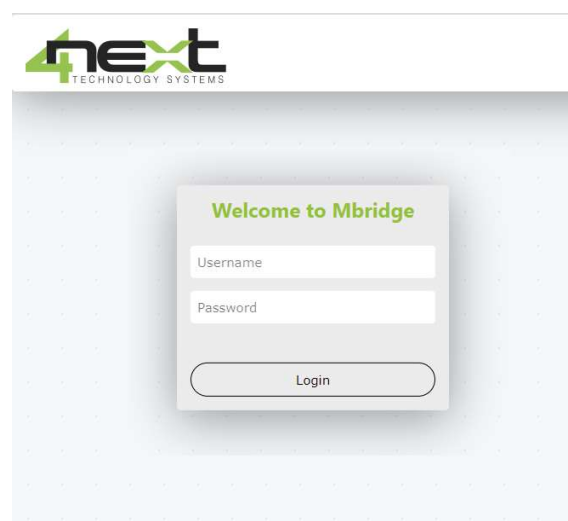 4next
TECHNOLOGY SYSTEMS
Welcome to Mbridge
Username
Password
Login